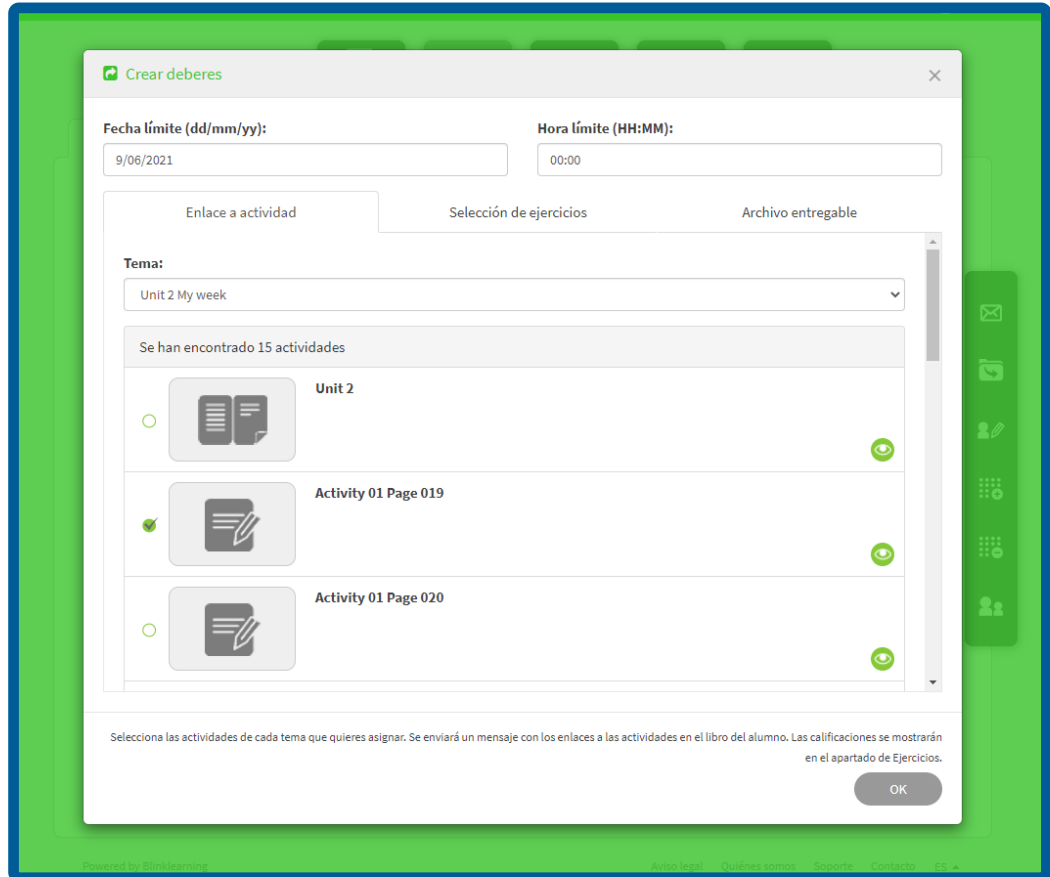 Crear deberes
Fecha límite (dd/mm/yy):
Hora límite (HH:MM):
9/06/2021
00:00
Enlace a actividad
Selección de ejercicios
Archivo entregable
Tema:
Unit 2 My week
Se han encontrado 15 actividades
Unit 2
Activity 01 Page 019
Activity 01 Page 020
Selecciona las actividades de cada tema que quieres asignar. Se enviará un mensaje con los enlaces a las actividades en el libro del alumno. Las calificaciones se mostrarán
en el apartado de Ejercicios.
OK
Powered by Blinklearning
Aviso legal Quiénes somos Soporte Contacto ES